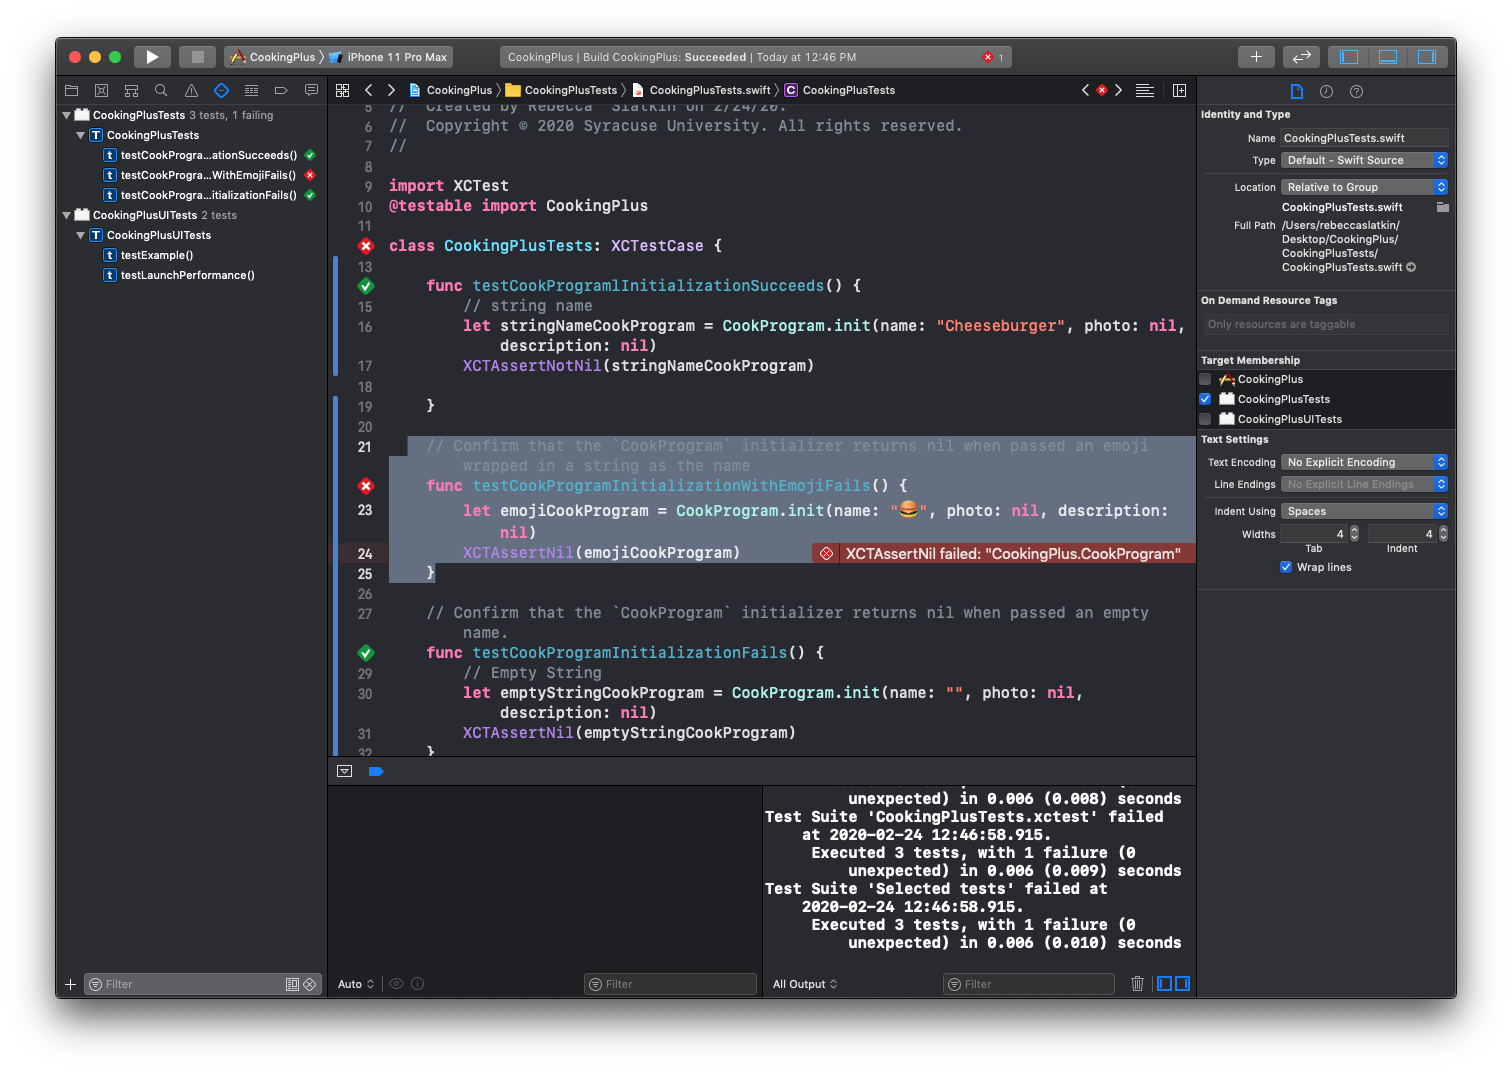 CookingPlus
iPhone 11 Pro Max
CookingPlus | Build CookingPlus: Succeeded | Today at 12:46 PM
1
CookingPlusTests 3 tests, 1 failing
CookingPlusTests
testCookProgra...ationSucceeds()
testCookProgra...WithEmojiFails()
testCookProgra...itializationFails()
CookingPlusUITests 2 tests
CookingPlusUITests
testExample()
testLaunchPerformance()
Filter
CookingPlus
CookingPlusTests
CookingPlusTests.swift
CookingPlusTests
5 // Created by Rebecca Slatkin on 2/24/20.
6 // Copyright © 2020 Syracuse University. All rights reserved.
7 //
8
9 import XCTest
10 @testable import CookingPlus
11
class CookingPlusTests: XCTestCase {
13
func testCookProgramlInitializationSucceeds() {
15 // string name
16 let stringNameCookProgram = CookProgram.init(name: "Cheeseburger", photo: nil,
description: nil)
17 XCTAssertNotNil(stringNameCookProgram)
18
19 }
20
21 // Confirm that the `CookProgram` initializer returns nil when passed an emoji
wrapped in a string as the name
func testCookProgramInitializationWithEmojiFails() {
23 let emojiCookProgram = CookProgram.init(name: "🍔", photo: nil, description:
nil)
24 XCTAssertNil(emojiCookProgram)
XCTAssertNil failed: "CookingPlus.CookProgram"
25 }
26
27 // Confirm that the `CookProgram` initializer returns nil when passed an empty
name.
func testCookProgramInitializationFails() {
29 // Empty String
30 let emptyStringCookProgram = CookProgram.init(name: "", photo: nil,
description: nil)
31 XCTAssertNil(emptyStringCookProgram)
32 }
Auto
Filter
unexpected) in 0.006 (0.008) seconds
Test Suite 'CookingPlusTests.xctest' failed
at 2020-02-24 12:46:58.915.
Executed 3 tests, with 1 failure (0
unexpected) in 0.006 (0.009) seconds
Test Suite 'Selected tests' failed at
2020-02-24 12:46:58.915.
Executed 3 tests, with 1 failure (0
unexpected) in 0.006 (0.010) seconds
All Output
Filter
Identity and Type
Name CookingPlusTests.swift
Type Default - Swift Source
Location Relative to Group
CookingPlusTests.swift
Full Path /Users/rebeccaslatkin/
Desktop/CookingPlus/
CookingPlusTests/
CookingPlusTests.swift
On Demand Resource Tags
Only resources are taggable
Target Membership
CookingPlus
CookingPlusTests
CookingPlusUITests
Text Settings
Text Encoding No Explicit Encoding
Line Endings No Explicit Line Endings
Indent Using Spaces
Widths 4 4
Tab Indent
Wrap lines